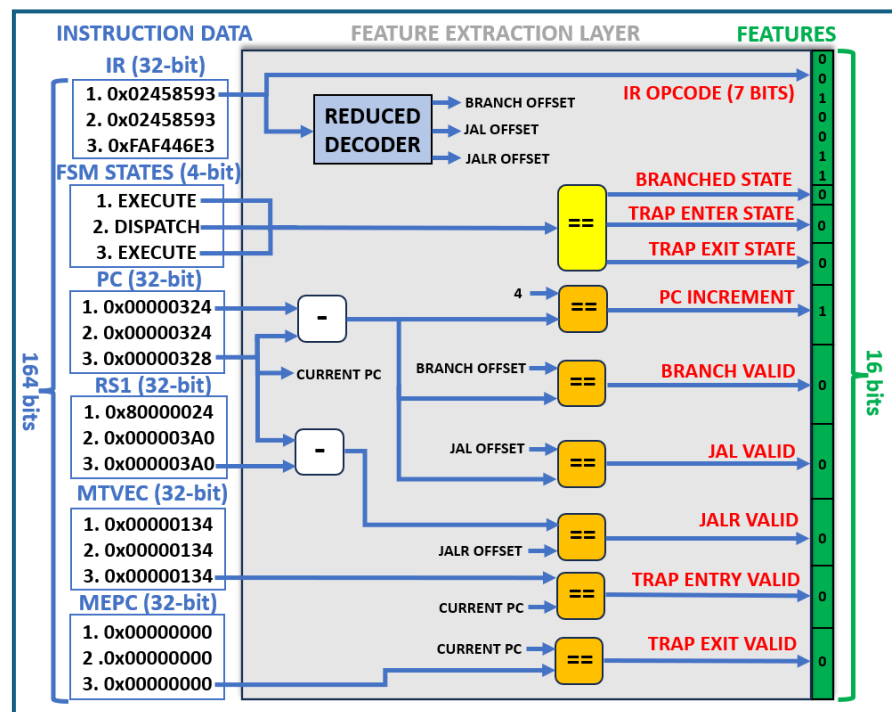 INSTRUCTION DATA
FEATURE EXTRACTION LAYER
FEATURES
IR (32-bit)
1. 0x02458593
2. 0x02458593
3. 0xFAF446E3
REDUCED
DECODER
BRANCH OFFSET
JAL OFFSET
JALR OFFSET
IR OPCODE (7 BITS)
0
0
1
0
0
1
1
FSM STATES (4-bit)
1. EXECUTE
2. DISPATCH
3. EXECUTE
==
BRANCHED STATE
0
TRAP ENTER STATE
0
TRAP EXIT STATE
0
PC (32-bit)
1. 0x00000324
2. 0x00000324
3. 0x00000328
-
CURRENT PC
4
==
PC INCREMENT
1
BRANCH OFFSET
==
BRANCH VALID
0
RS1 (32-bit)
1. 0x80000024
2. 0x000003A0
3. 0x000003A0
-
JAL OFFSET
==
JAL VALID
0
MTVEC (32-bit)
1. 0x00000134
2. 0x00000134
3. 0x00000134
JALR OFFSET
==
JALR VALID
0
CURRENT PC
==
TRAP ENTRY VALID
0
MEPC (32-bit)
1. 0x00000000
2 .0x00000000
3. 0x00000000
CURRENT PC
==
TRAP EXIT VALID
0
164 bits
16 bits